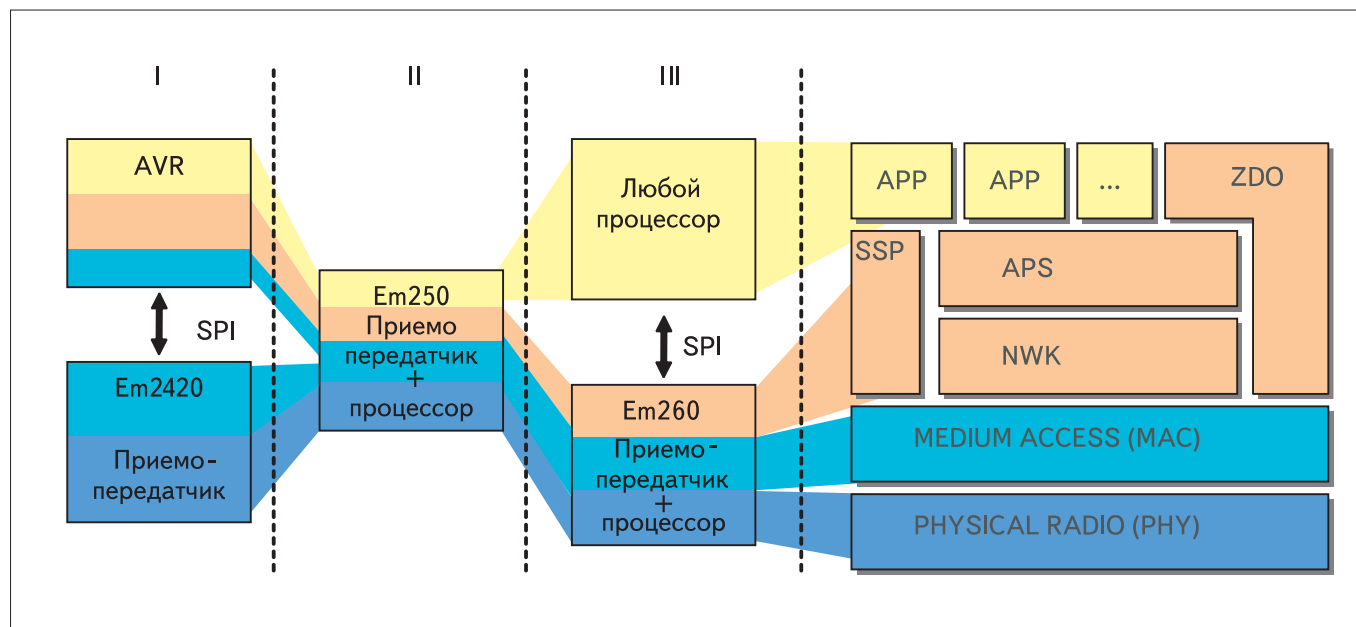 I
II
III
AVR
SPI
Em2420
Приемо-
передатчик
Em250
Приемо
передатчик
+
процессор
Любой
процессор
SPI
Em260
Приемо-
передатчик
+
процессор
APP
APP
...
ZDO
SSP
APS
NWK
MEDIUM ACCESS (MAC)
PHYSICAL RADIO (PHY)